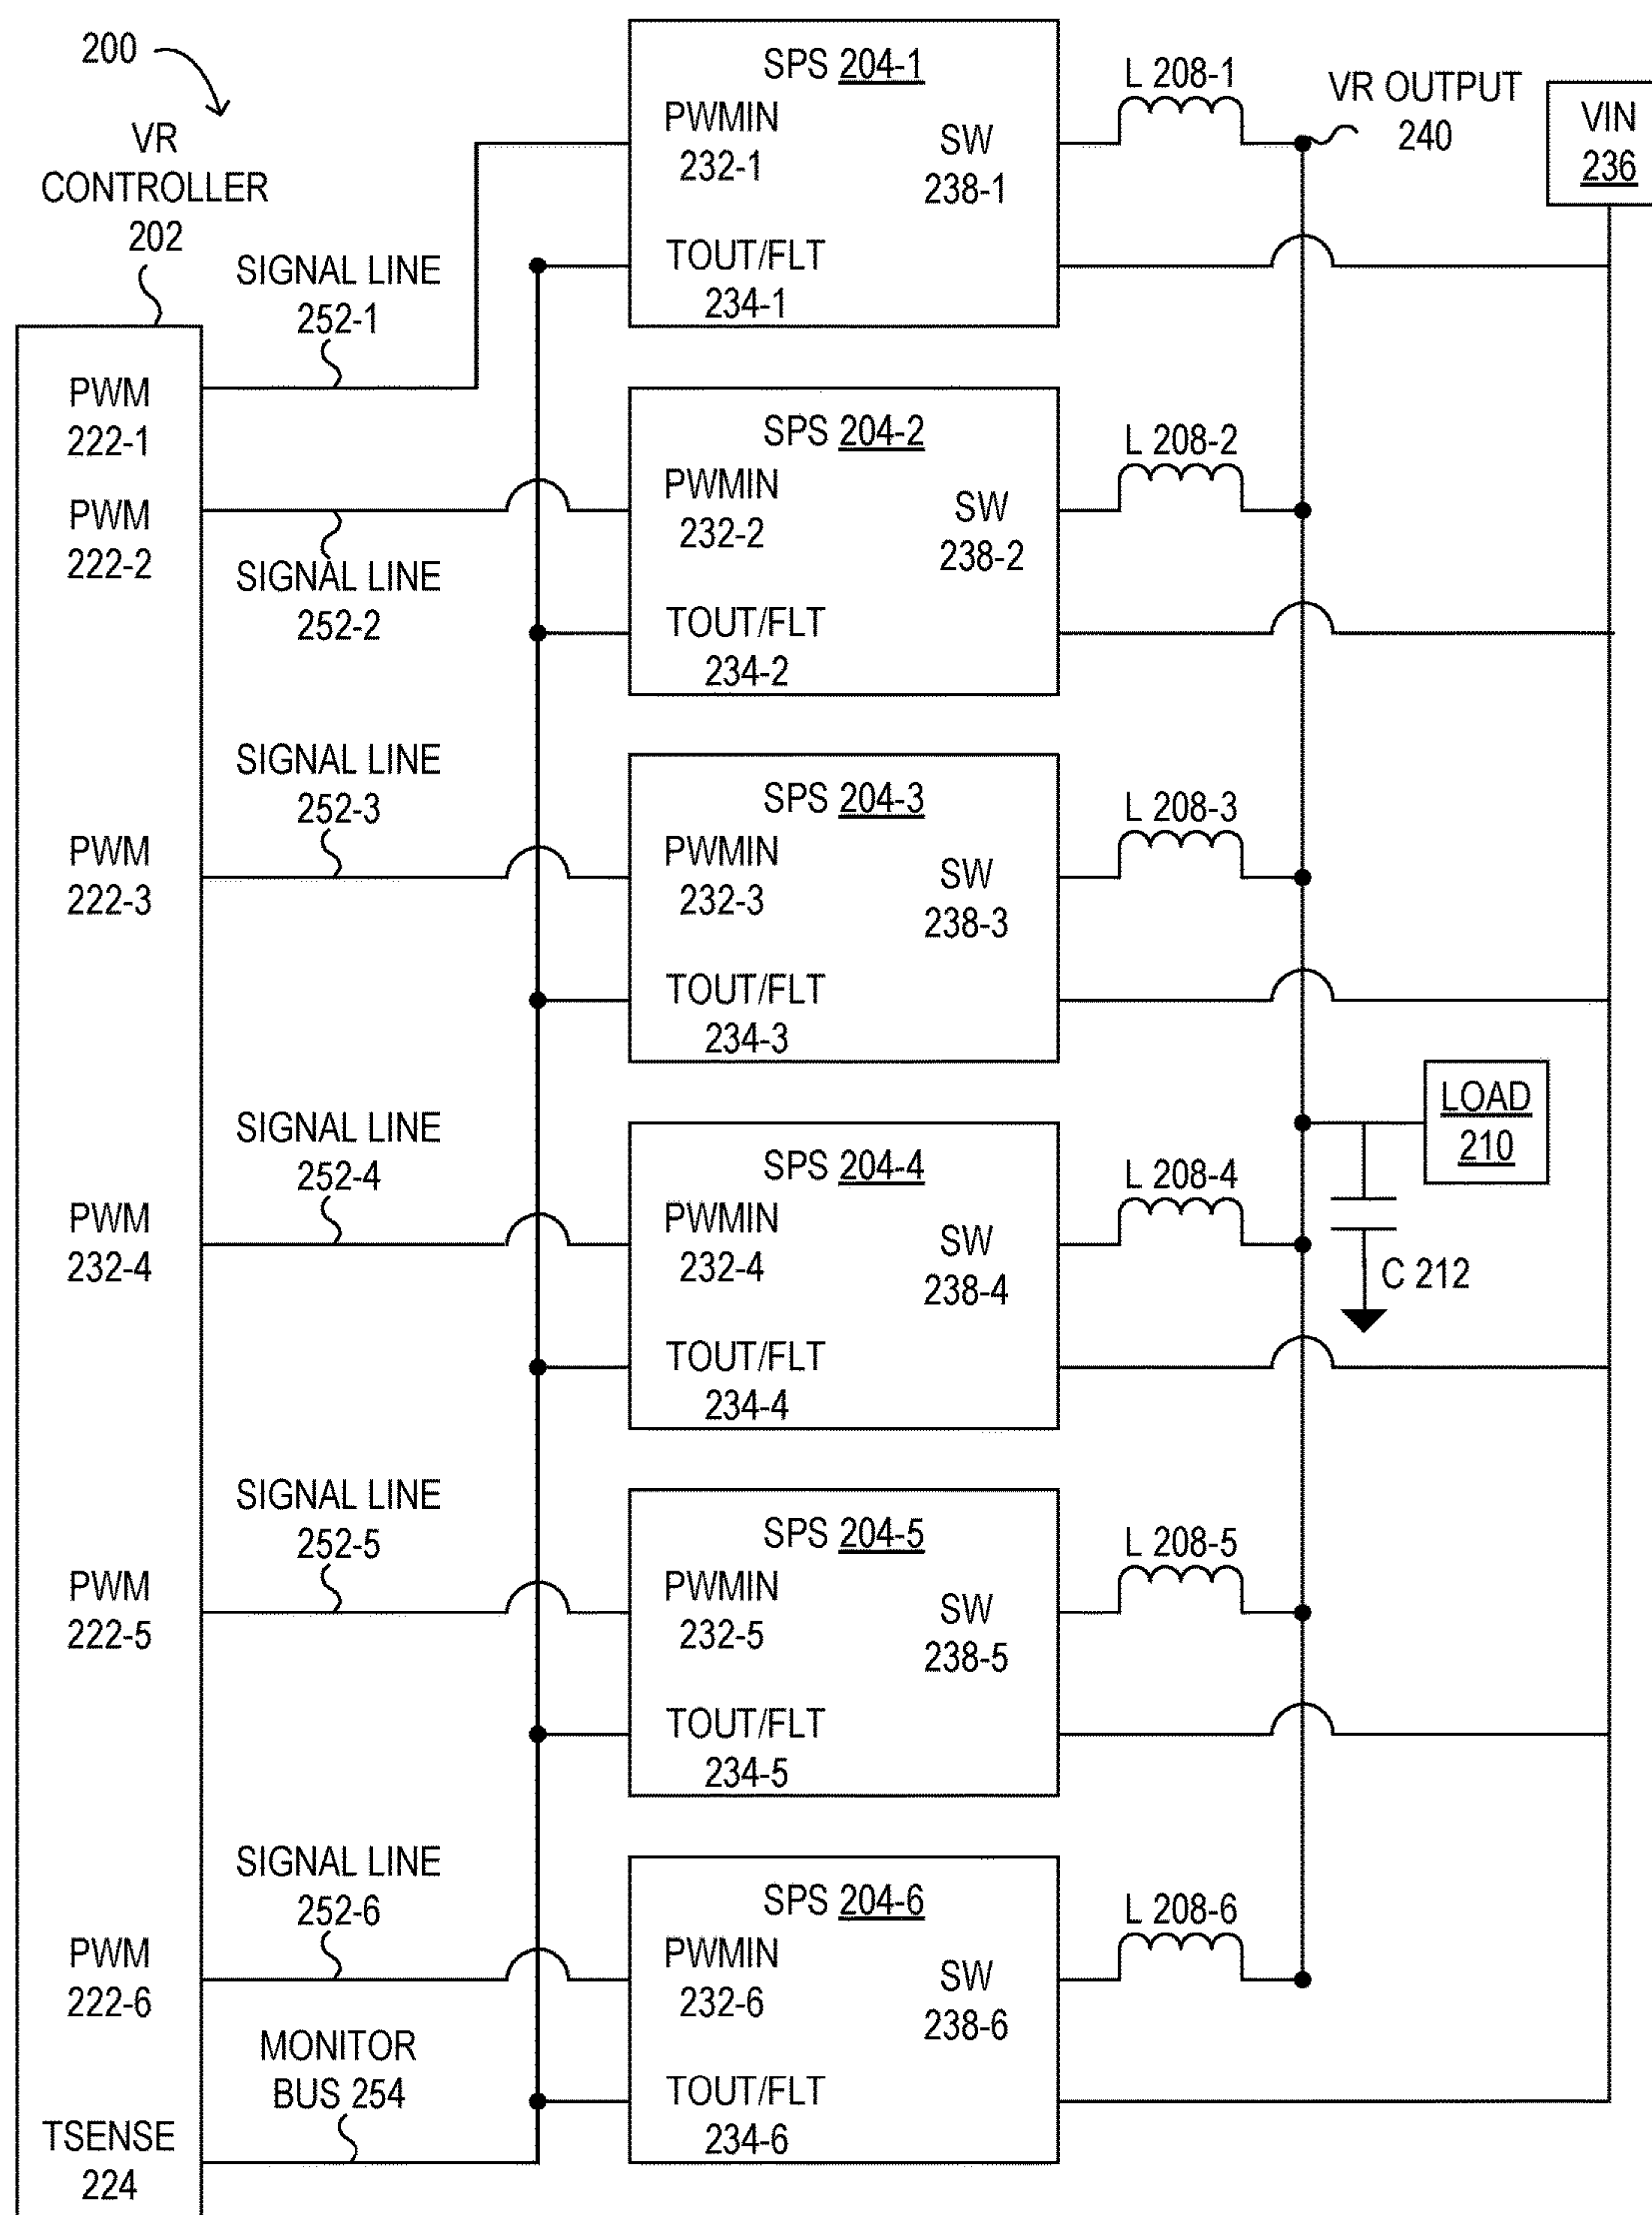 200
VR
CONTROLLER
202
SIGNAL LINE
252-1
PWM
222-1
PWM
222-2
SIGNAL LINE
252-2
SIGNAL LINE
252-3
PWM
222-3
SIGNAL LINE
252-4
PWM
232-4
SIGNAL LINE
252-5
PWM
222-5
SIGNAL LINE
252-6
PWM
222-6
MONITOR
BUS 254
TSENSE
224
SPS 204-1
PWMIN
232-1
SW
238-1
TOUT/FLT
234-1
L 208-1
SPS 204-2
PWMIN
232-2
SW
238-2
TOUT/FLT
234-2
L 208-2
SPS 204-3
PWMIN
232-3
SW
238-3
TOUT/FLT
234-3
L 208-3
SPS 204-4
PWMIN
232-4
SW
238-4
TOUT/FLT
234-4
L 208-4
SPS 204-5
PWMIN
232-5
SW
238-5
TOUT/FLT
234-5
L 208-5
SPS 204-6
PWMIN
232-6
SW
238-6
TOUT/FLT
234-6
L 208-6
VR OUTPUT
240
VIN
236
LOAD
210
C 212